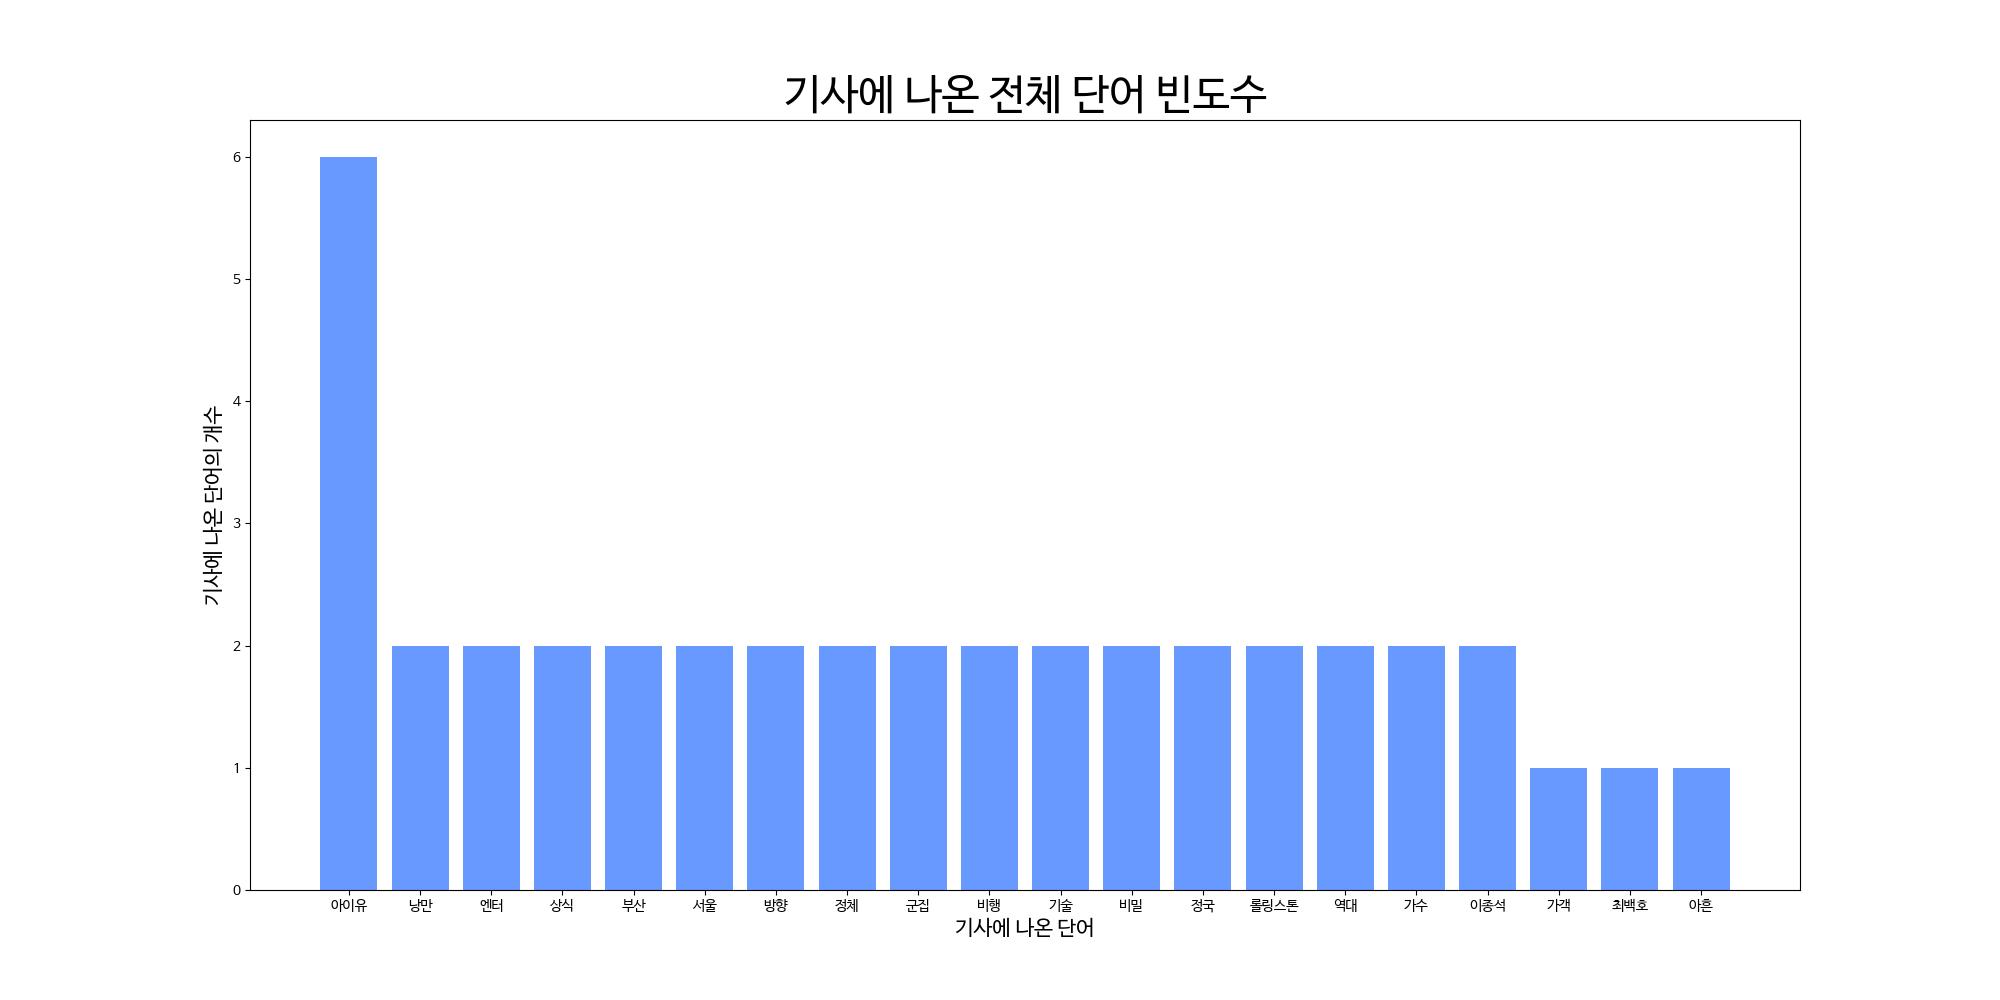 기사에 나온 전체 단어 빈도수
기사에 나온 단어의 개수
6
5
4
3
2
1
0
아이유 낭만 엔터 상식 부산 서울 방향 정체 군집 비행 기술 비밀 정국 롤링스톤 역대 가수 이종석 가객 최백호 아흔
기사에 나온 단어